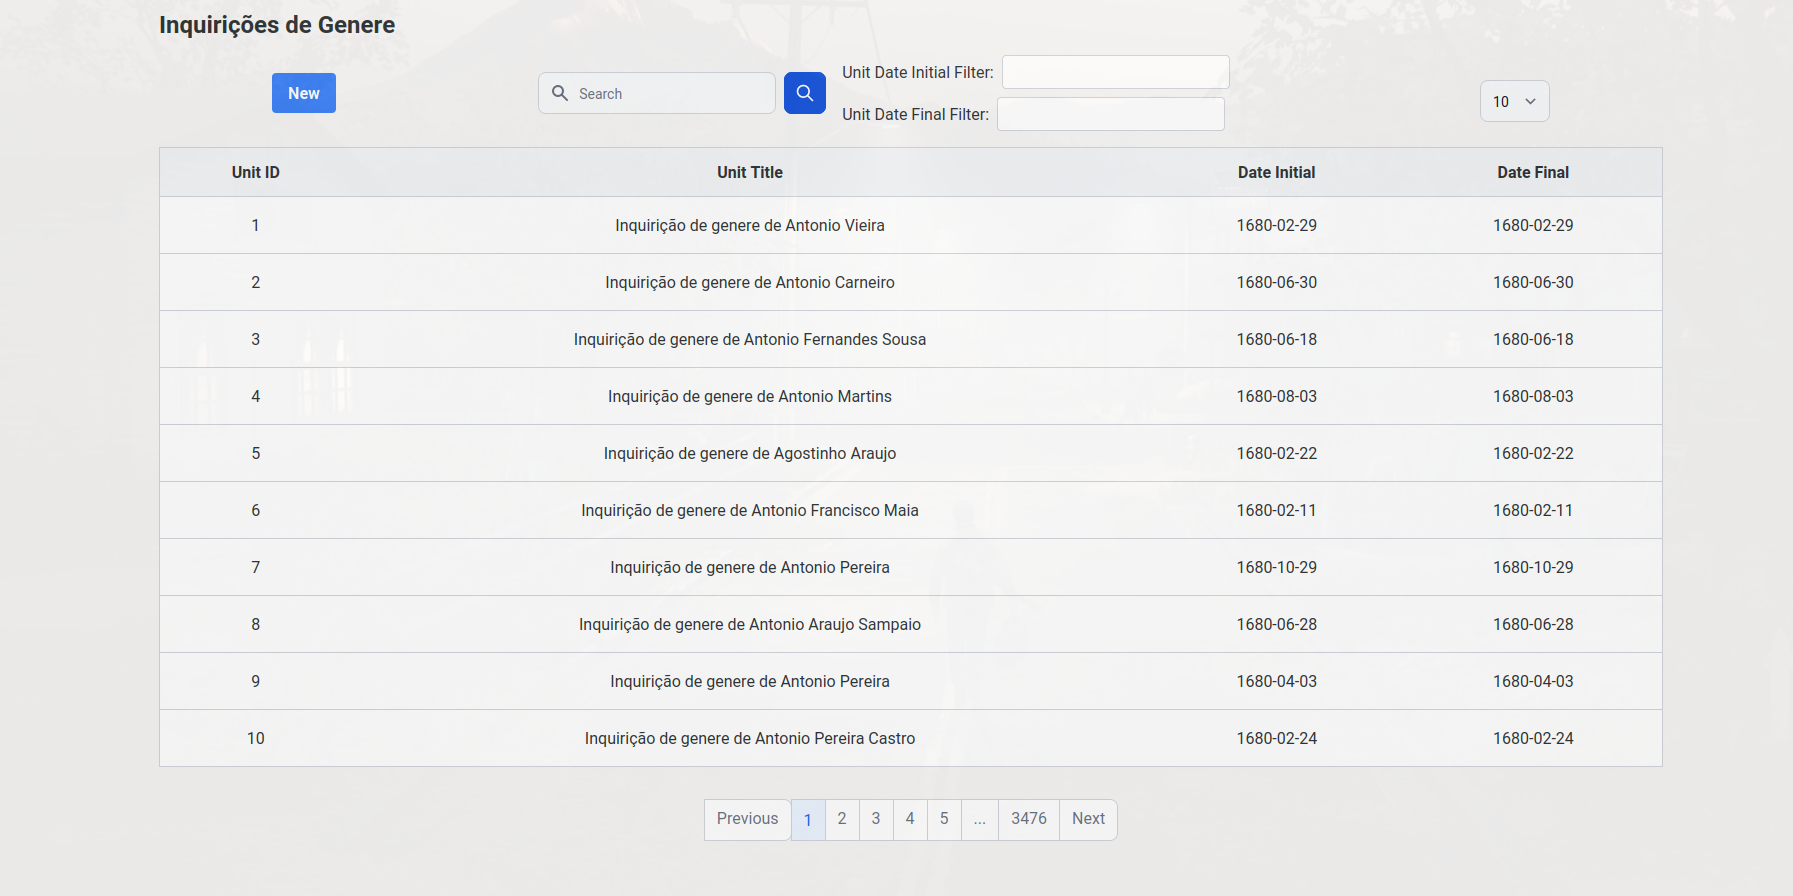 Inquirições de Genere
New
Search
Unit Date Initial Filter:
Unit Date Final Filter:
10
Unit ID Unit Title Date Initial Date Final
1 Inquirição de genere de Antonio Vieira 1680-02-29 1680-02-29
2 Inquirição de genere de Antonio Carneiro 1680-06-30 1680-06-30
3 Inquirição de genere de Antonio Fernandes Sousa 1680-06-18 1680-06-18
4 Inquirição de genere de Antonio Martins 1680-08-03 1680-08-03
5 Inquirição de genere de Agostinho Araujo 1680-02-22 1680-02-22
6 Inquirição de genere de Antonio Francisco Maia 1680-02-11 1680-02-11
7 Inquirição de genere de Antonio Pereira 1680-10-29 1680-10-29
8 Inquirição de genere de Antonio Araujo Sampaio 1680-06-28 1680-06-28
9 Inquirição de genere de Antonio Pereira 1680-04-03 1680-04-03
10 Inquirição de genere de Antonio Pereira Castro 1680-02-24 1680-02-24
Previous 1 2 3 4 5 ... 3476 Next